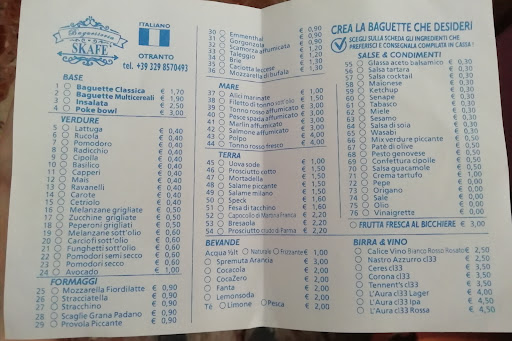 Baguetteria
SKAFÈ
ITALIANO
OTRANTO
tel. +39 329 8570493
BASE
1 Baguette Classica € 1,70
2 Baguette Multicereali € 1,90
3 Insalata € 2,50
4 Poke bowl € 3,00
VERDURE
5 Lattuga € 0,40
6 Rucola € 0,40
7 Pomodoro € 0,40
8 Radicchio € 0,40
9 Cipolla € 0,40
10 Basilico € 0,40
11 Capperi € 0,40
12 Mais € 0,40
13 Ravanelli € 0,40
14 Carote € 0,40
15 Cetriolo € 0,40
16 Melanzane grigliate € 0,60
17 Zucchine grigliate € 0,60
18 Peperoni grigliati € 0,60
19 Melanzane sott'olio € 0,60
20 Carciofi sott'olio € 0,60
21 Funghetti sott'olio € 0,60
22 Pomodori semi secco € 0,60
23 Pomodori secco € 0,60
24 Avocado € 1,00
FORMAGGI
25 Mozzarella Fiordilatte € 0,90
26 Stracciatella € 0,90
27 Stracchino € 0,90
28 Scaglie Grana Padano € 0,90
29 Provola Piccante € 0,90
30 Emmenthal € 0,90
31 Gorgonzola € 0,90
32 Scamorza affumicata € 0,90
33 Taleggio € 0,90
34 Brie € 0,90
35 Caciotta leccese € 0,90
36 Mozzarella di bufala € 1,30
MARE
37 Alici marinate € 1,50
38 Filetto di tonno sott'olio € 1,50
39 Tonno affumicato
40 Pesce spada affumicato € 2,00
41 Marlin affumicato € 2,00
42 Salmone affumicato € 2,00
43 Polpo € 2,00
44 Tonno rosso € 3,00
TERRA
45 Uova sode € 1,00
46 Prosciutto cotto € 1,50
47 Mortadella € 1,50
48 Salame piccante € 1,50
49 Salame milano € 1,50
50 Speck € 1,50
51 Fesa di tacchino € 1,50
52 Capocollo di Martina Franca € 2,20
53 Bresaola € 2,20
54 Prosciutto crudo di Parma € 2,20
BEVANDE
Acqua ½lt Naturale Frizzante € 1,00
Spremuta Arancia € 3,50
Cocacola € 2,00
CocaZero € 2,00
Fanta € 2,00
Lemonsoda € 2,00
Tè Limone Pesca € 2,00
CREA LA BAGUETTE CHE DESIDERI
SCEGLI SULLA SCHEDA GLI INGREDIENTI CHE
PREFERISCI E CONSEGNALA COMPILATA IN CASSA!
SALSE & CONDIMENTI
55 Glassa aceto balsamico € 0,30
56 Salsa tartara € 0,30
57 Salsa cocktail € 0,30
58 Maionese € 0,30
59 Ketchup € 0,30
60 Senape € 0,30
61 Tabasco € 0,30
62 Miele € 0,30
63 Sesamo € 0,30
64 Salsa di soia € 0,30
65 Wasabi € 0,30
66 Mix verdure piccante € 0,50
67 Patè di olive € 0,50
68 Pesto genovese € 0,50
69 Confettura cipolle € 0,50
70 Salsa guacamole € 0,50
71 Crema tartufo € 1,00
72 Pepe € 0,00
73 Origano € 0,00
74 Sale € 0,00
75 Olio € 0,00
76 Vinaigrette € 0,00
FRUTTA FRESCA AL BICCHIERE € 3,00
BIRRA & VINO
Calice Vino Bianco Rosso Rosato € 2,50
Nastro Azzurro cl33 € 2,50
Ceres cl33 € 3,00
Corona cl33 € 3,00
Tennent's cl33 € 3,00
L'Aura cl33 Lager € 4,00
L'Aura cl33 Ipa € 4,50
L'Aura cl33 Rossa € 4,50